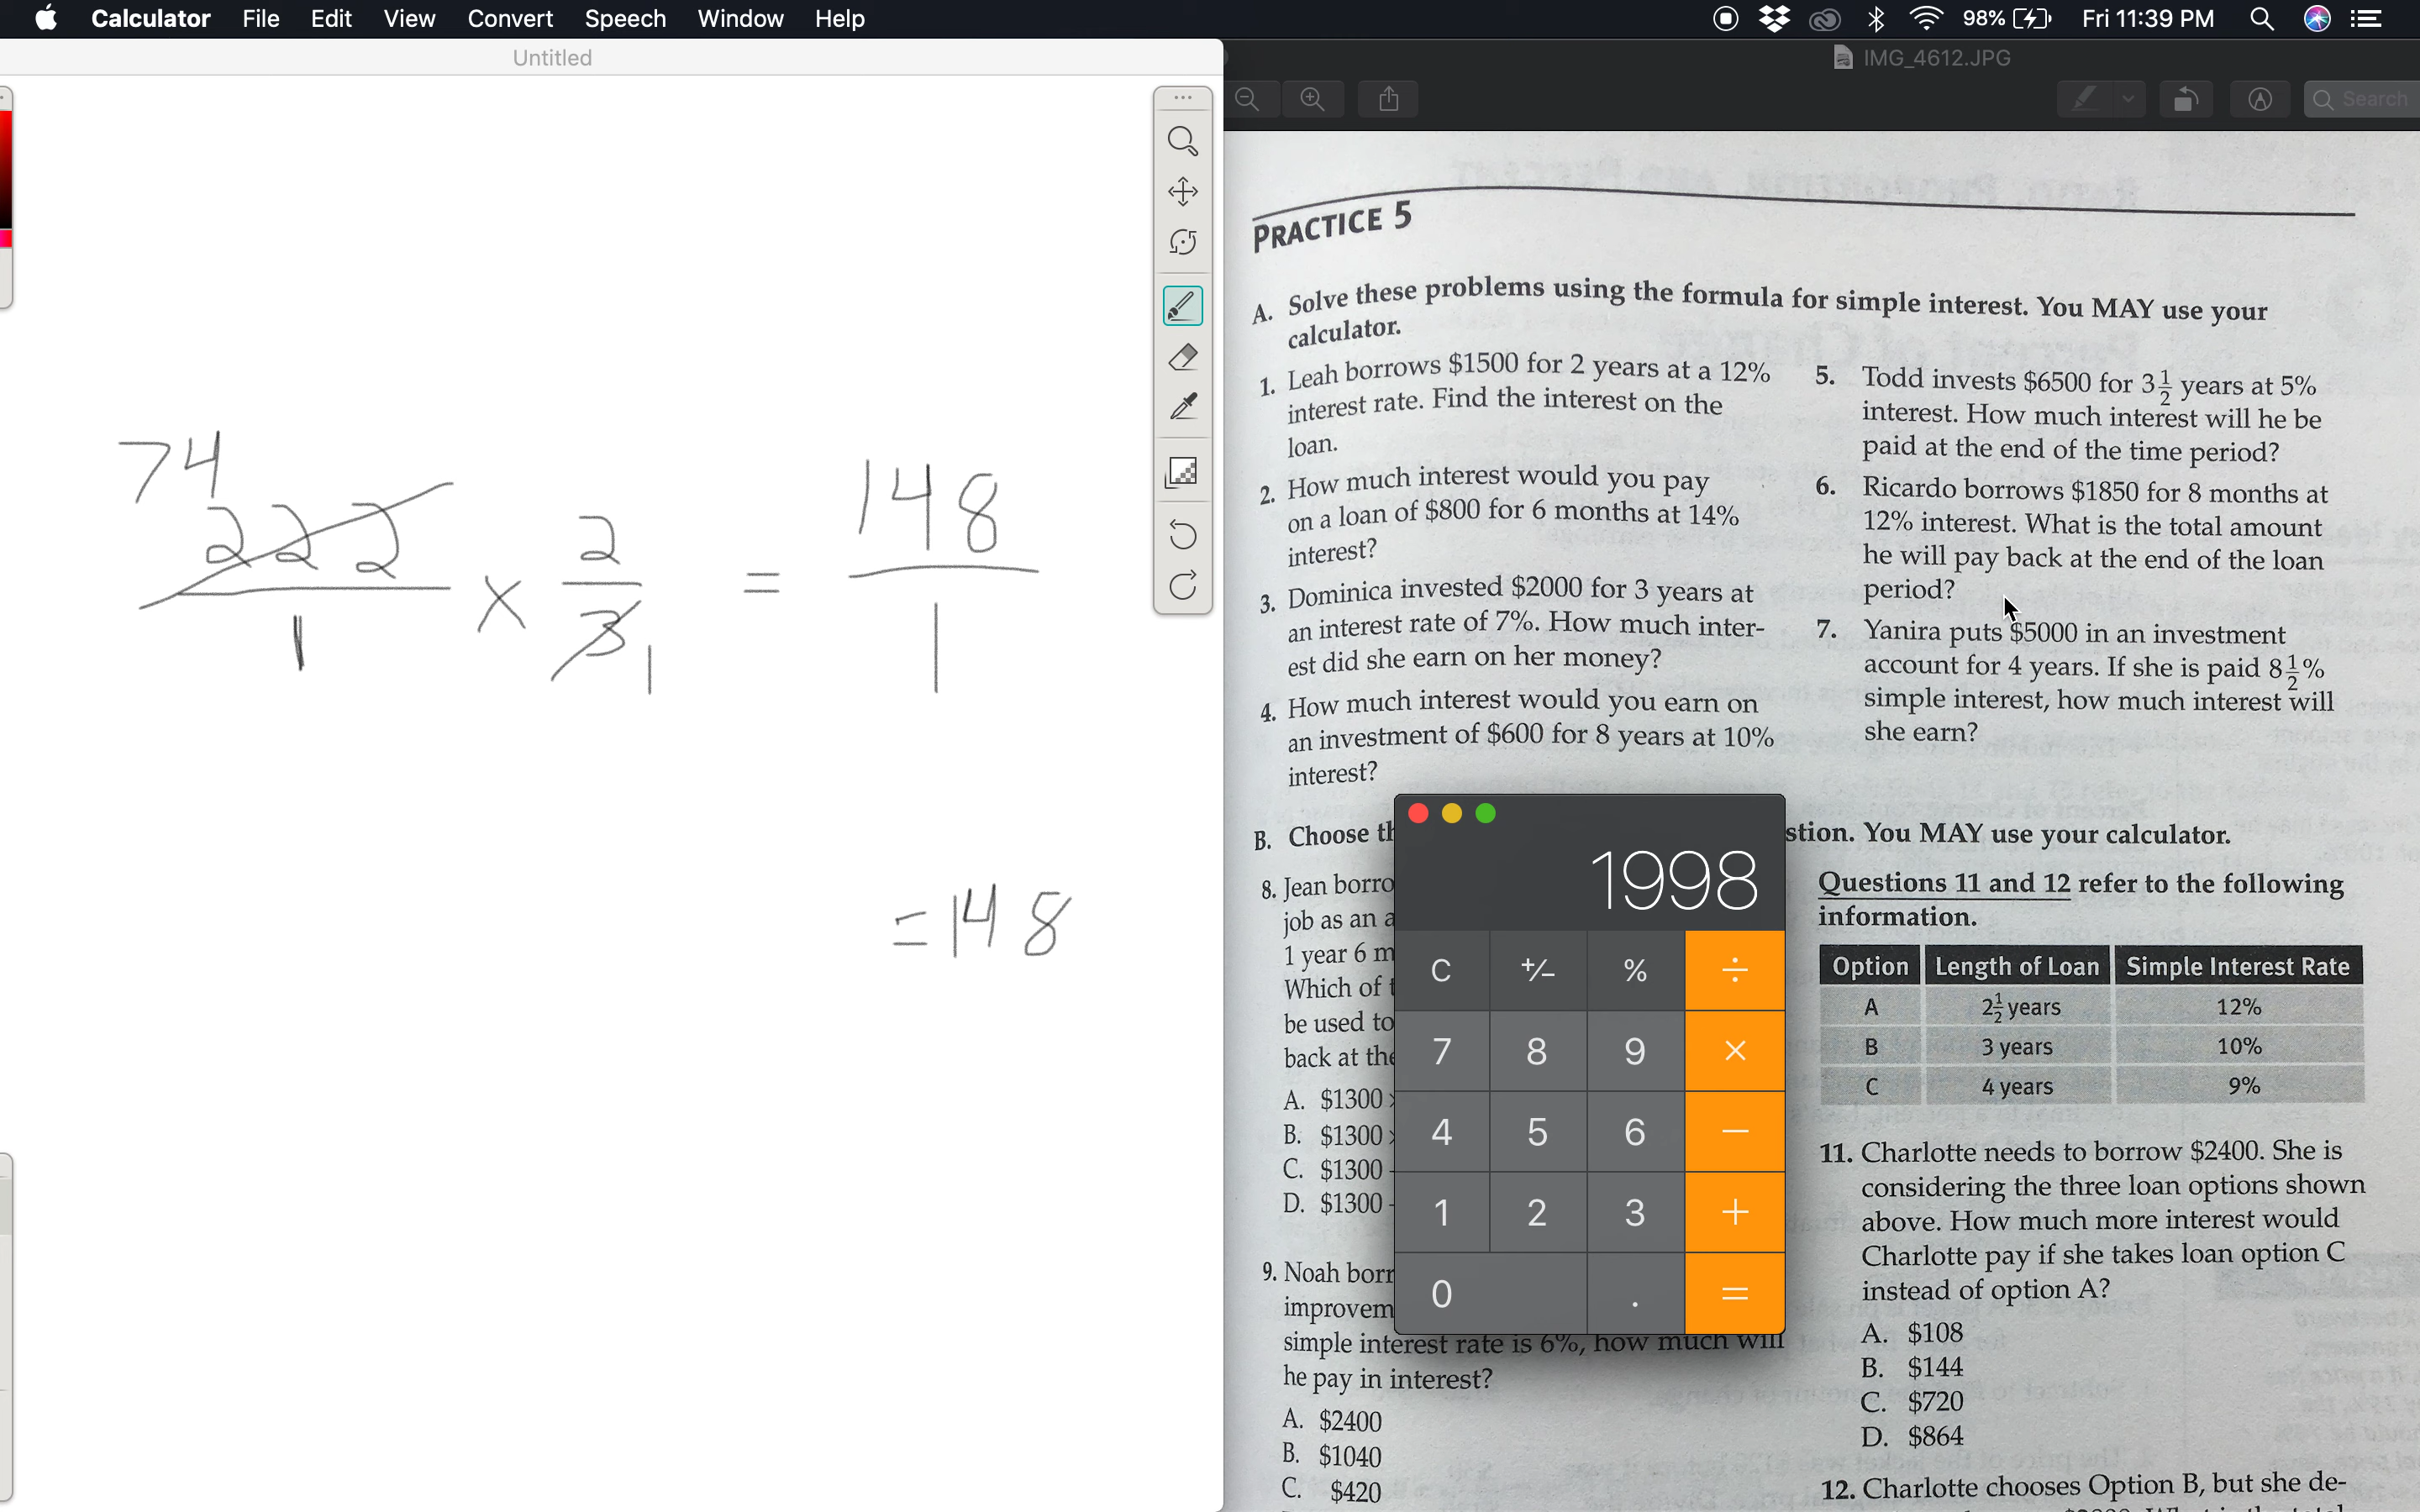 Calculator File Edit View Convert Speech Window Help 98% Fri 11:39 PM
Untitled
IMG_4612.JPG
Search
74
222
1
×
2
3
1
=
148
1
=148
PRACTICE 5
A. Solve these problems using the formula for simple interest. You MAY use your
calculator.
1. Leah borrows $1500 for 2 years at a 12%
interest rate. Find the interest on the
loan.
2. How much interest would you pay
on a loan of $800 for 6 months at 14%
interest?
3. Dominica invested $2000 for 3 years at
an interest rate of 7%. How much inter-
est did she earn on her money?
4. How much interest would you earn on
an investment of $600 for 8 years at 10%
interest?
5. Todd invests $6500 for 3½ years at 5%
interest. How much interest will he be
paid at the end of the time period?
6. Ricardo borrows $1850 for 8 months at
12% interest. What is the total amount
he will pay back at the end of the loan
period?
7. Yanira puts $5000 in an investment
account for 4 years. If she is paid 8½%
simple interest, how much interest will
she earn?
B. Choose th
stion. You MAY use your calculator.
8. Jean borro
job as an a
1 year 6 m
Which of t
be used to
back at the
A. $1300 ×
B. $1300 ×
C. $1300
D. $1300
9. Noah borr
improvem
simple interest rate is 6%, how much will
he pay in interest?
A. $2400
B. $1040
C. $420
1998
C +/− % ÷
7 8 9 ×
4 5 6 −
1 2 3 +
0 . =
Questions 11 and 12 refer to the following
information.
Option Length of Loan Simple Interest Rate
A 2½ years 12%
B 3 years 10%
C 4 years 9%
11. Charlotte needs to borrow $2400. She is
considering the three loan options shown
above. How much more interest would
Charlotte pay if she takes loan option C
instead of option A?
A. $108
B. $144
C. $720
D. $864
12. Charlotte chooses Option B, but she de-